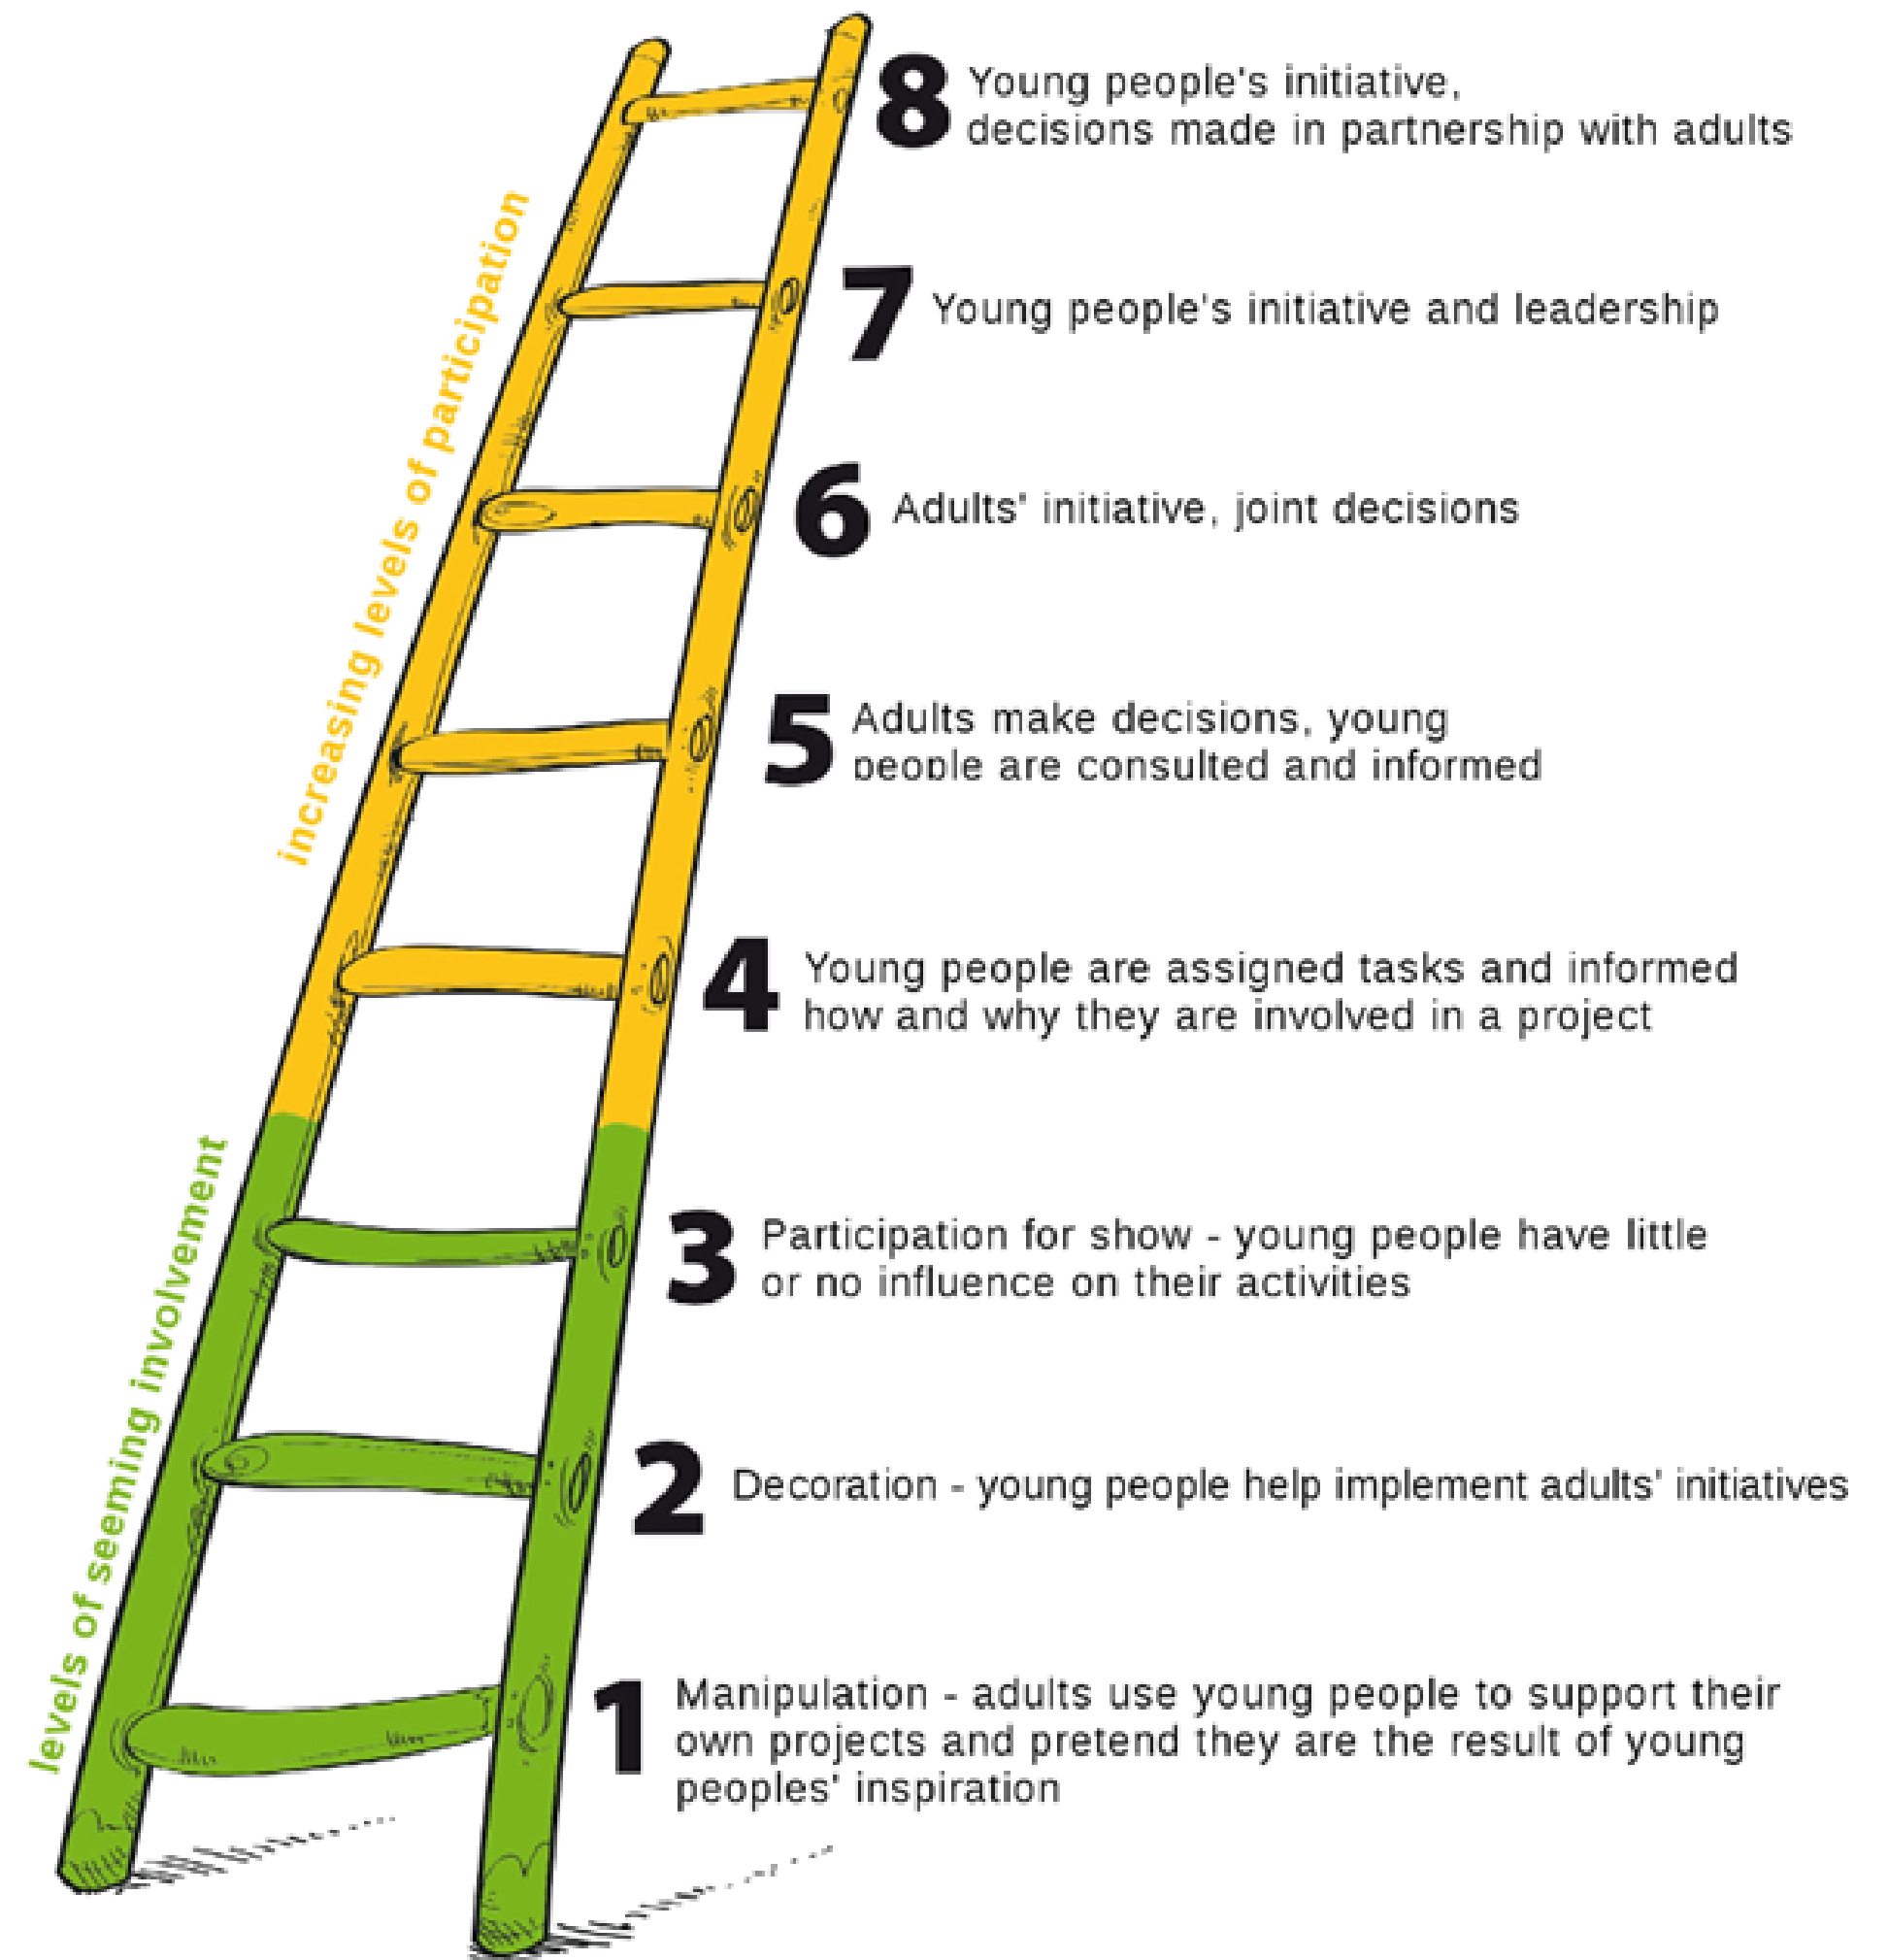 8 Young people's initiative,
decisions made in partnership with adults
7 Young people's initiative and leadership
6 Adults' initiative, joint decisions
5 Adults make decisions, young
people are consulted and informed
4 Young people are assigned tasks and informed
how and why they are involved in a project
increasing levels of participation
3 Participation for show - young people have little
or no influence on their activities
2 Decoration - young people help implement adults' initiatives
1 Manipulation - adults use young people to support their
own projects and pretend they are the result of young
peoples' inspiration
levels of seeming involvement